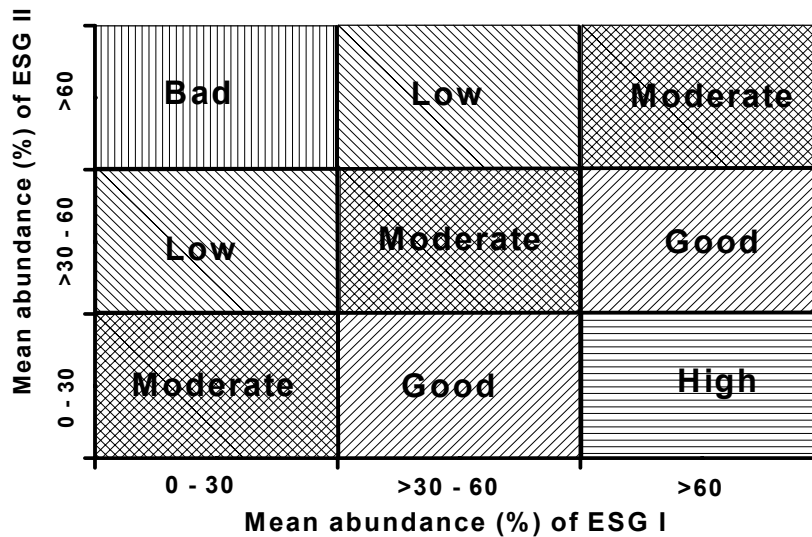 Mean abundance (%) of ESG II
>60
Bad
Low
Moderate
>30 - 60
Low
Moderate
Good
0 - 30
Moderate
Good
High
0 - 30
>30 - 60
>60
Mean abundance (%) of ESG I